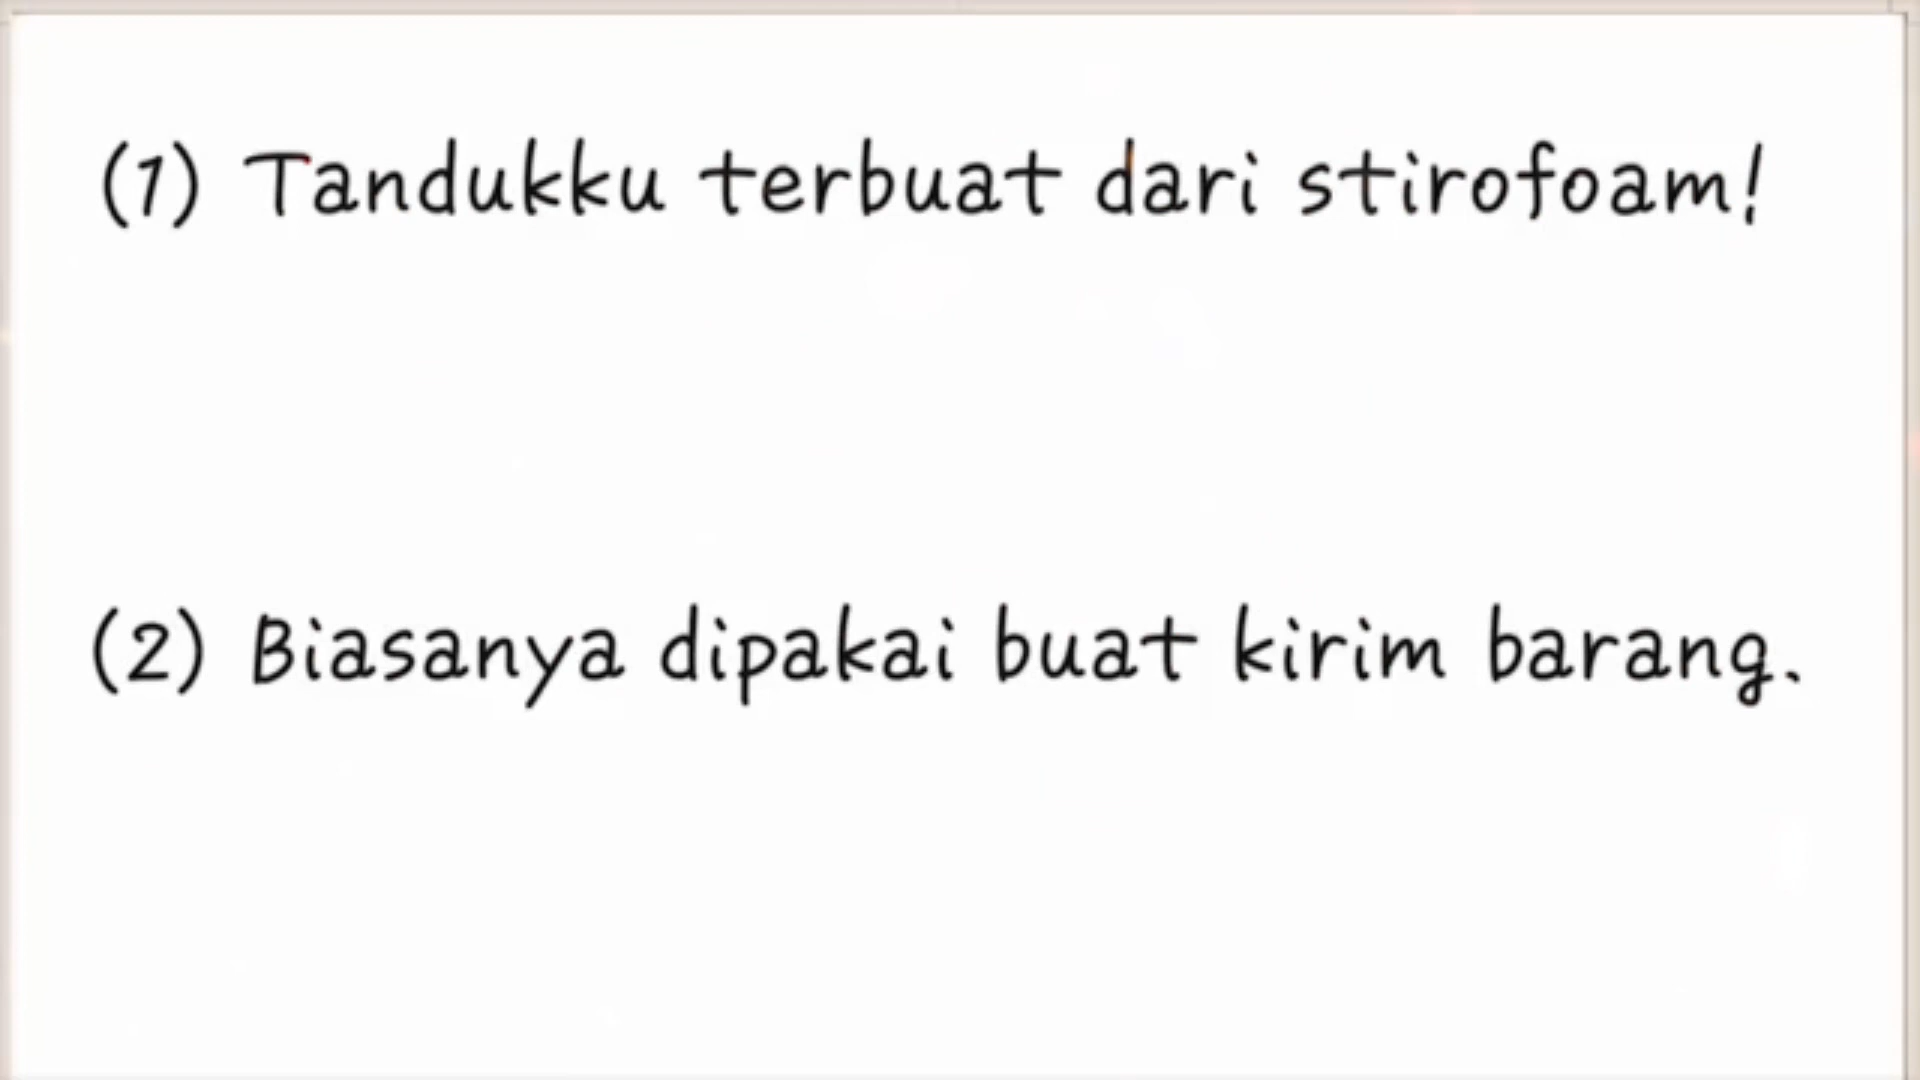 (1) Tandukku terbuat dari stirofoam!
(2) Biasanya dipakai buat kirim barang.